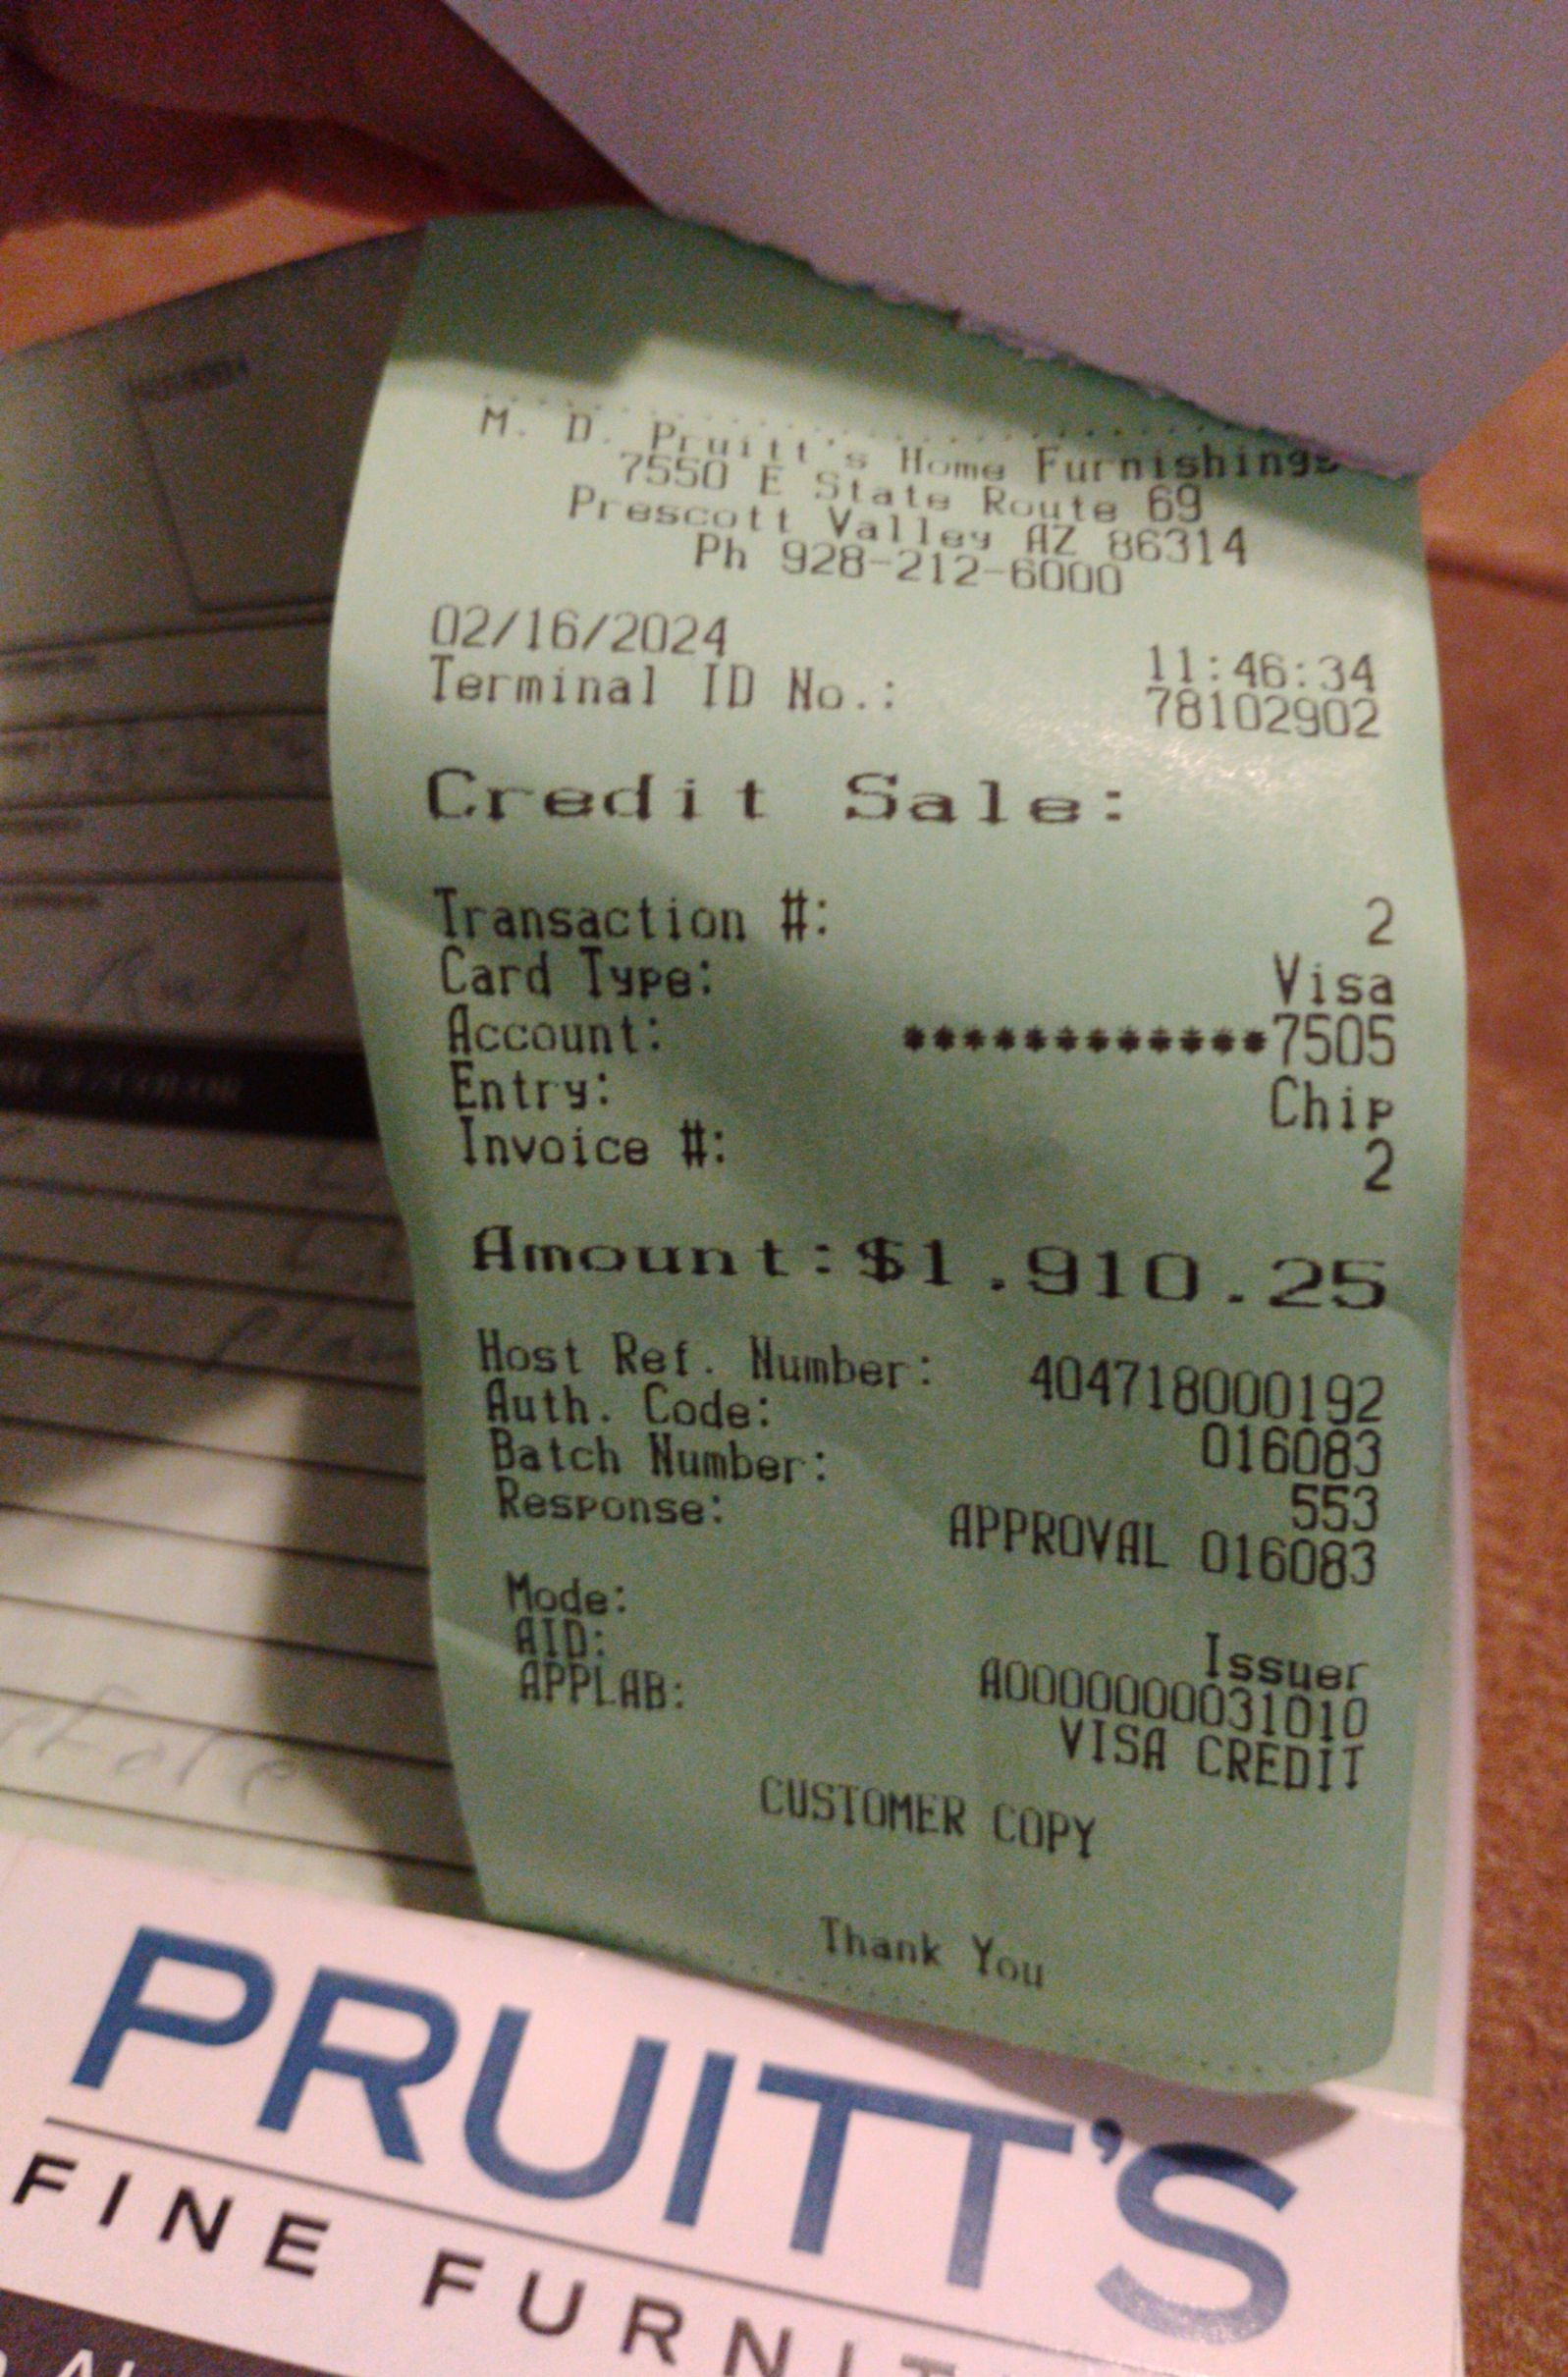 M. D. Pruitt's Home Furnishings
7550 E State Route 69
Prescott Valley AZ 86314
Ph 928-212-6000
02/16/2024 11:46:34
Terminal ID No.: 78102902
Credit Sale:
Transaction #: 2
Card Type: Visa
Account: ************7505
Entry: Chip
Invoice #: 2
Amount:$1,910.25
Host Ref. Number: 404718000192
Auth. Code: 016083
Batch Number: 553
Response: APPROVAL 016083
Mode: Issuer
AID: A0000000031010
APPLAB: VISA CREDIT
CUSTOMER COPY
Thank You
PRUITT'S
FINE FURNIT